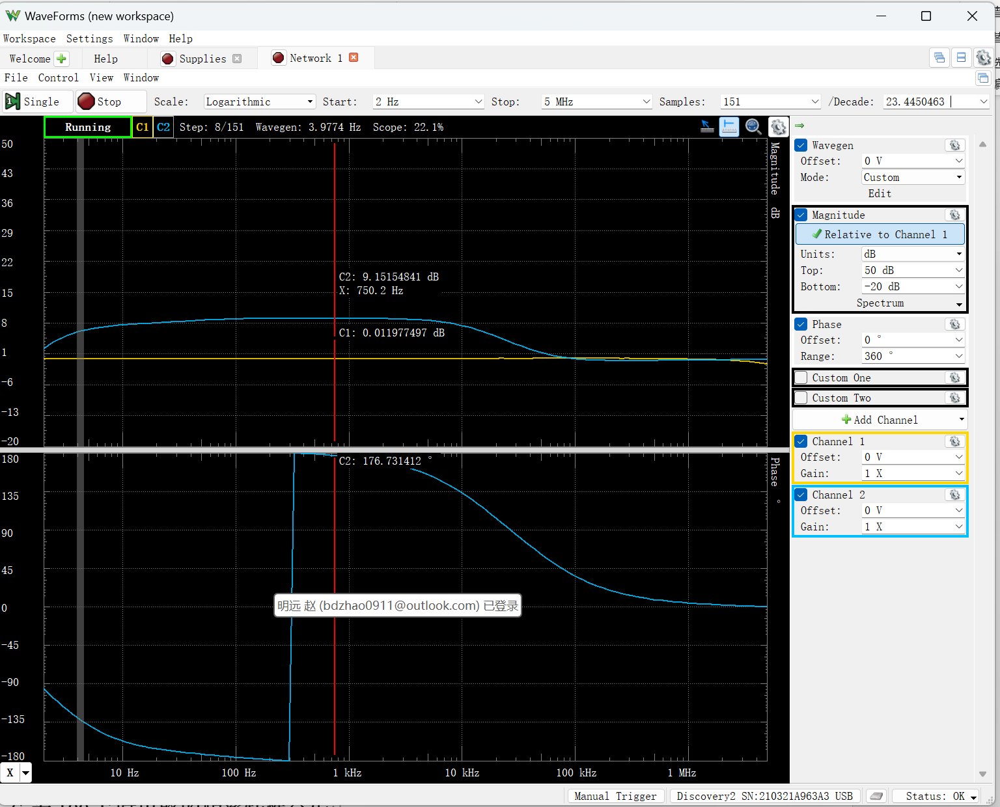 WaveForms (new workspace)
Workspace Settings Window Help
Welcome Help Supplies Network 1
File Control View Window
Single Stop Scale: Logarithmic Start: 2 Hz Stop: 5 MHz Samples: 151 /Decade: 23.4450463
Running C1 C2 Step: 8/151 Wavegen: 3.9774 Hz Scope: 22.1%
50
43
36
29
22
15
8
1
-6
-13
-20
Magnitude dB
C2: 9.15154841 dB
X: 750.2 Hz
C1: 0.011977497 dB
180
135
90
45
0
-45
-90
-135
-180
Phase °
C2: 176.731412 °
明远 赵 (bdzhao0911@outlook.com) 已登录
X 10 Hz 100 Hz 1 kHz 10 kHz 100 kHz 1 MHz
Wavegen
Offset: 0 V
Mode: Custom
Edit
Magnitude
Relative to Channel 1
Units: dB
Top: 50 dB
Bottom: -20 dB
Spectrum
Phase
Offset: 0 °
Range: 360 °
Custom One
Custom Two
Add Channel
Channel 1
Offset: 0 V
Gain: 1 X
Channel 2
Offset: 0 V
Gain: 1 X
Manual Trigger Discovery2 SN:210321A963A3 USB Status: OK